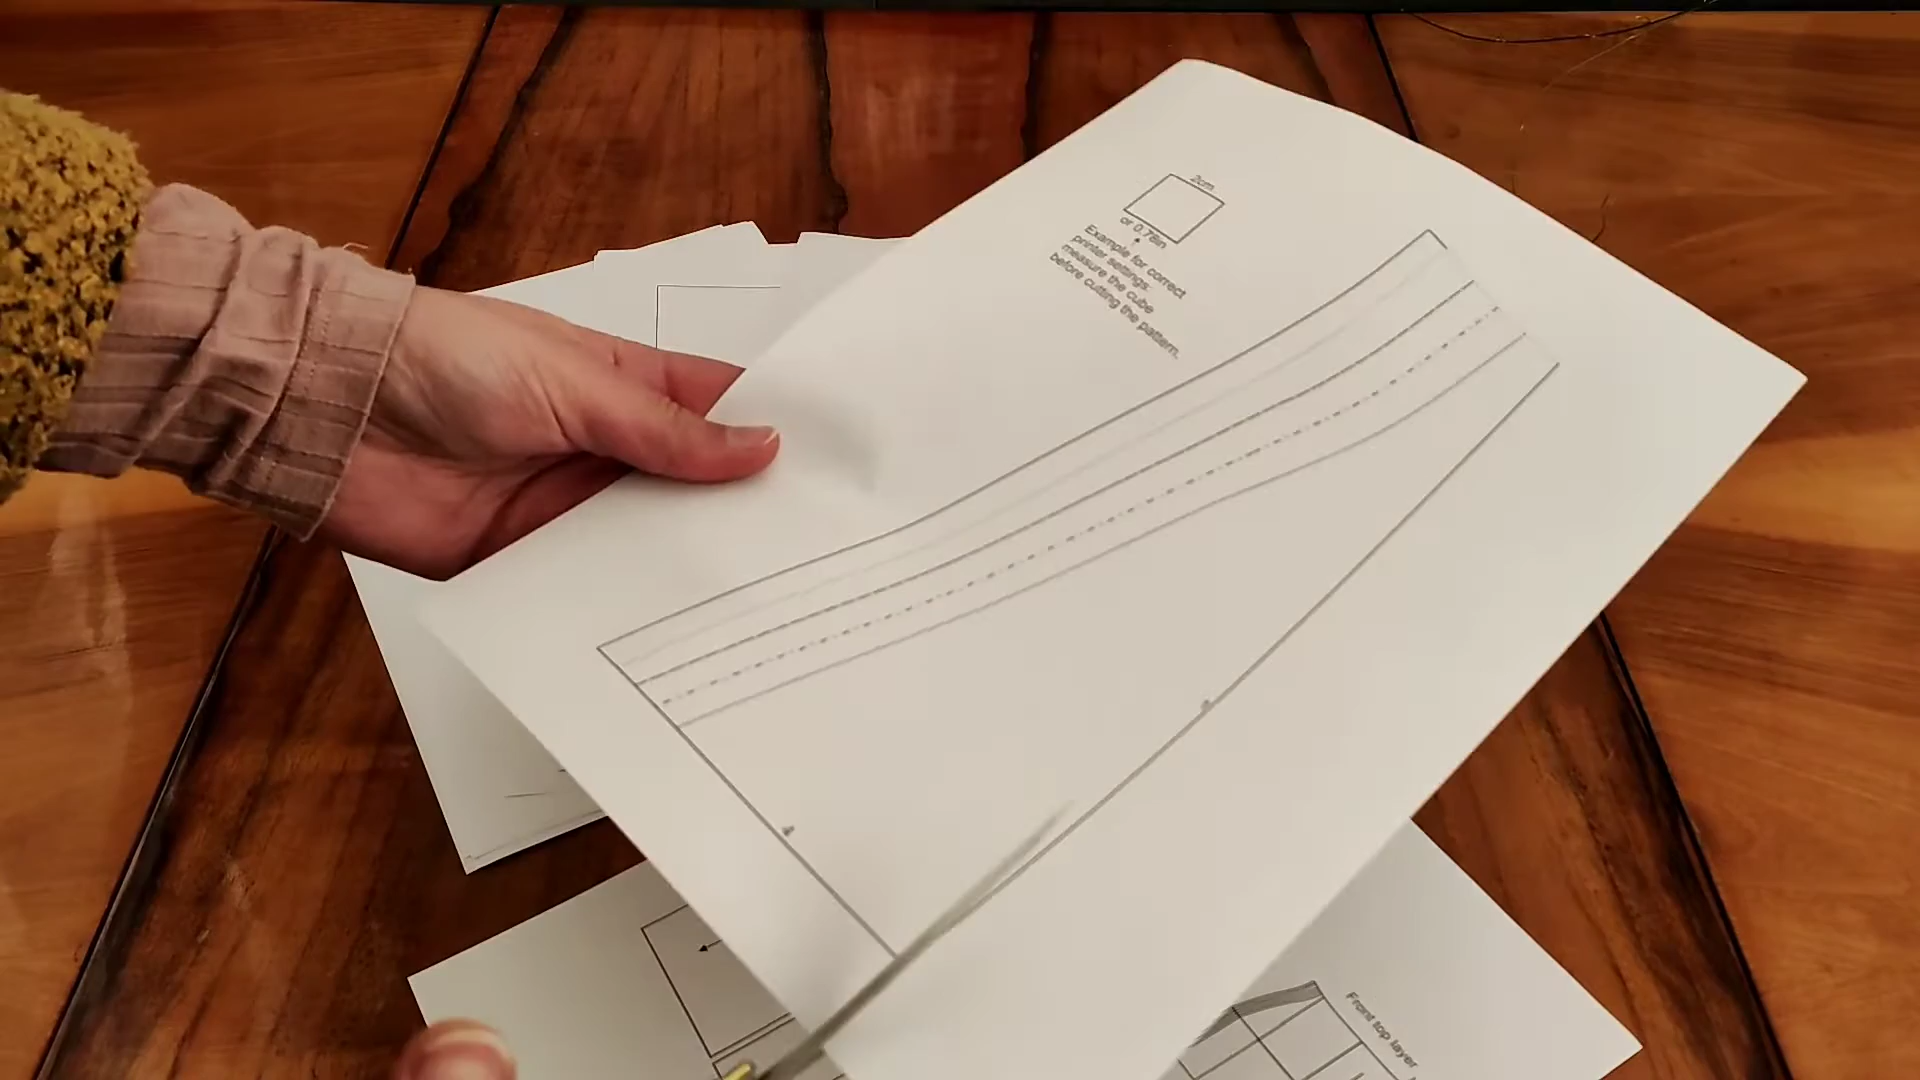 2cm
or 0.78in
Example for correct
printer settings:
measure the cube
before cutting the pattern.
Front top layer